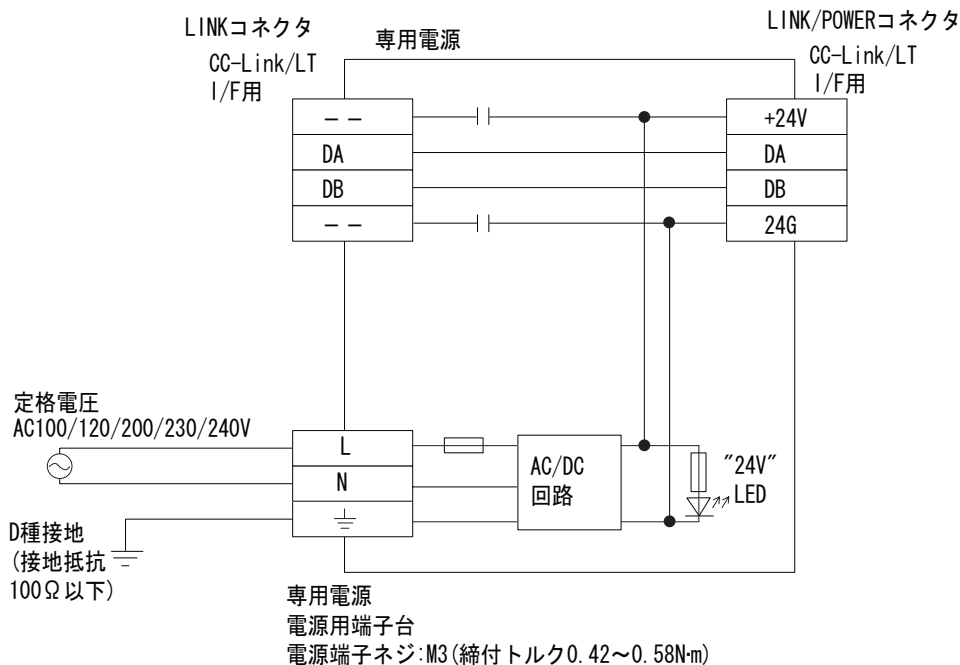 LINKコネクタ
CC-Link/LT
I/F用
専用電源
LINK/POWERコネクタ
CC-Link/LT
I/F用
－－
+24V
DA
DA
DB
DB
－－
24G
定格電圧
AC100/120/200/230/240V
L
N
AC/DC
回路
"24V"
LED
D種接地
(接地抵抗
100Ω以下)
専用電源
電源用端子台
電源端子ネジ:M3(締付トルク0.42～0.58N·m)